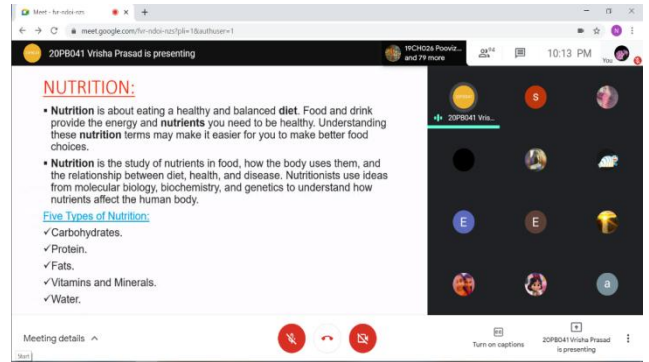 Meet - fvr-ndoi-nzs
meet.google.com/fvr-ndoi-nzs?pli=1&authuser=1
20PB041 Vrisha Prasad is presenting
19CH026 Pooviz...
and 79 more
10:13 PM
You
NUTRITION:
▪ Nutrition is about eating a healthy and balanced diet. Food and drink
provide the energy and nutrients you need to be healthy. Understanding
these nutrition terms may make it easier for you to make better food
choices.
▪ Nutrition is the study of nutrients in food, how the body uses them, and
the relationship between diet, health, and disease. Nutritionists use ideas
from molecular biology, biochemistry, and genetics to understand how
nutrients affect the human body.
Five Types of Nutrition:
✓Carbohydrates.
✓Protein.
✓Fats.
✓Vitamins and Minerals.
✓Water.
20PB041 Vris...
S
E
E
a
Meeting details
Turn on captions
20PB041 Vrisha Prasad
is presenting
Start